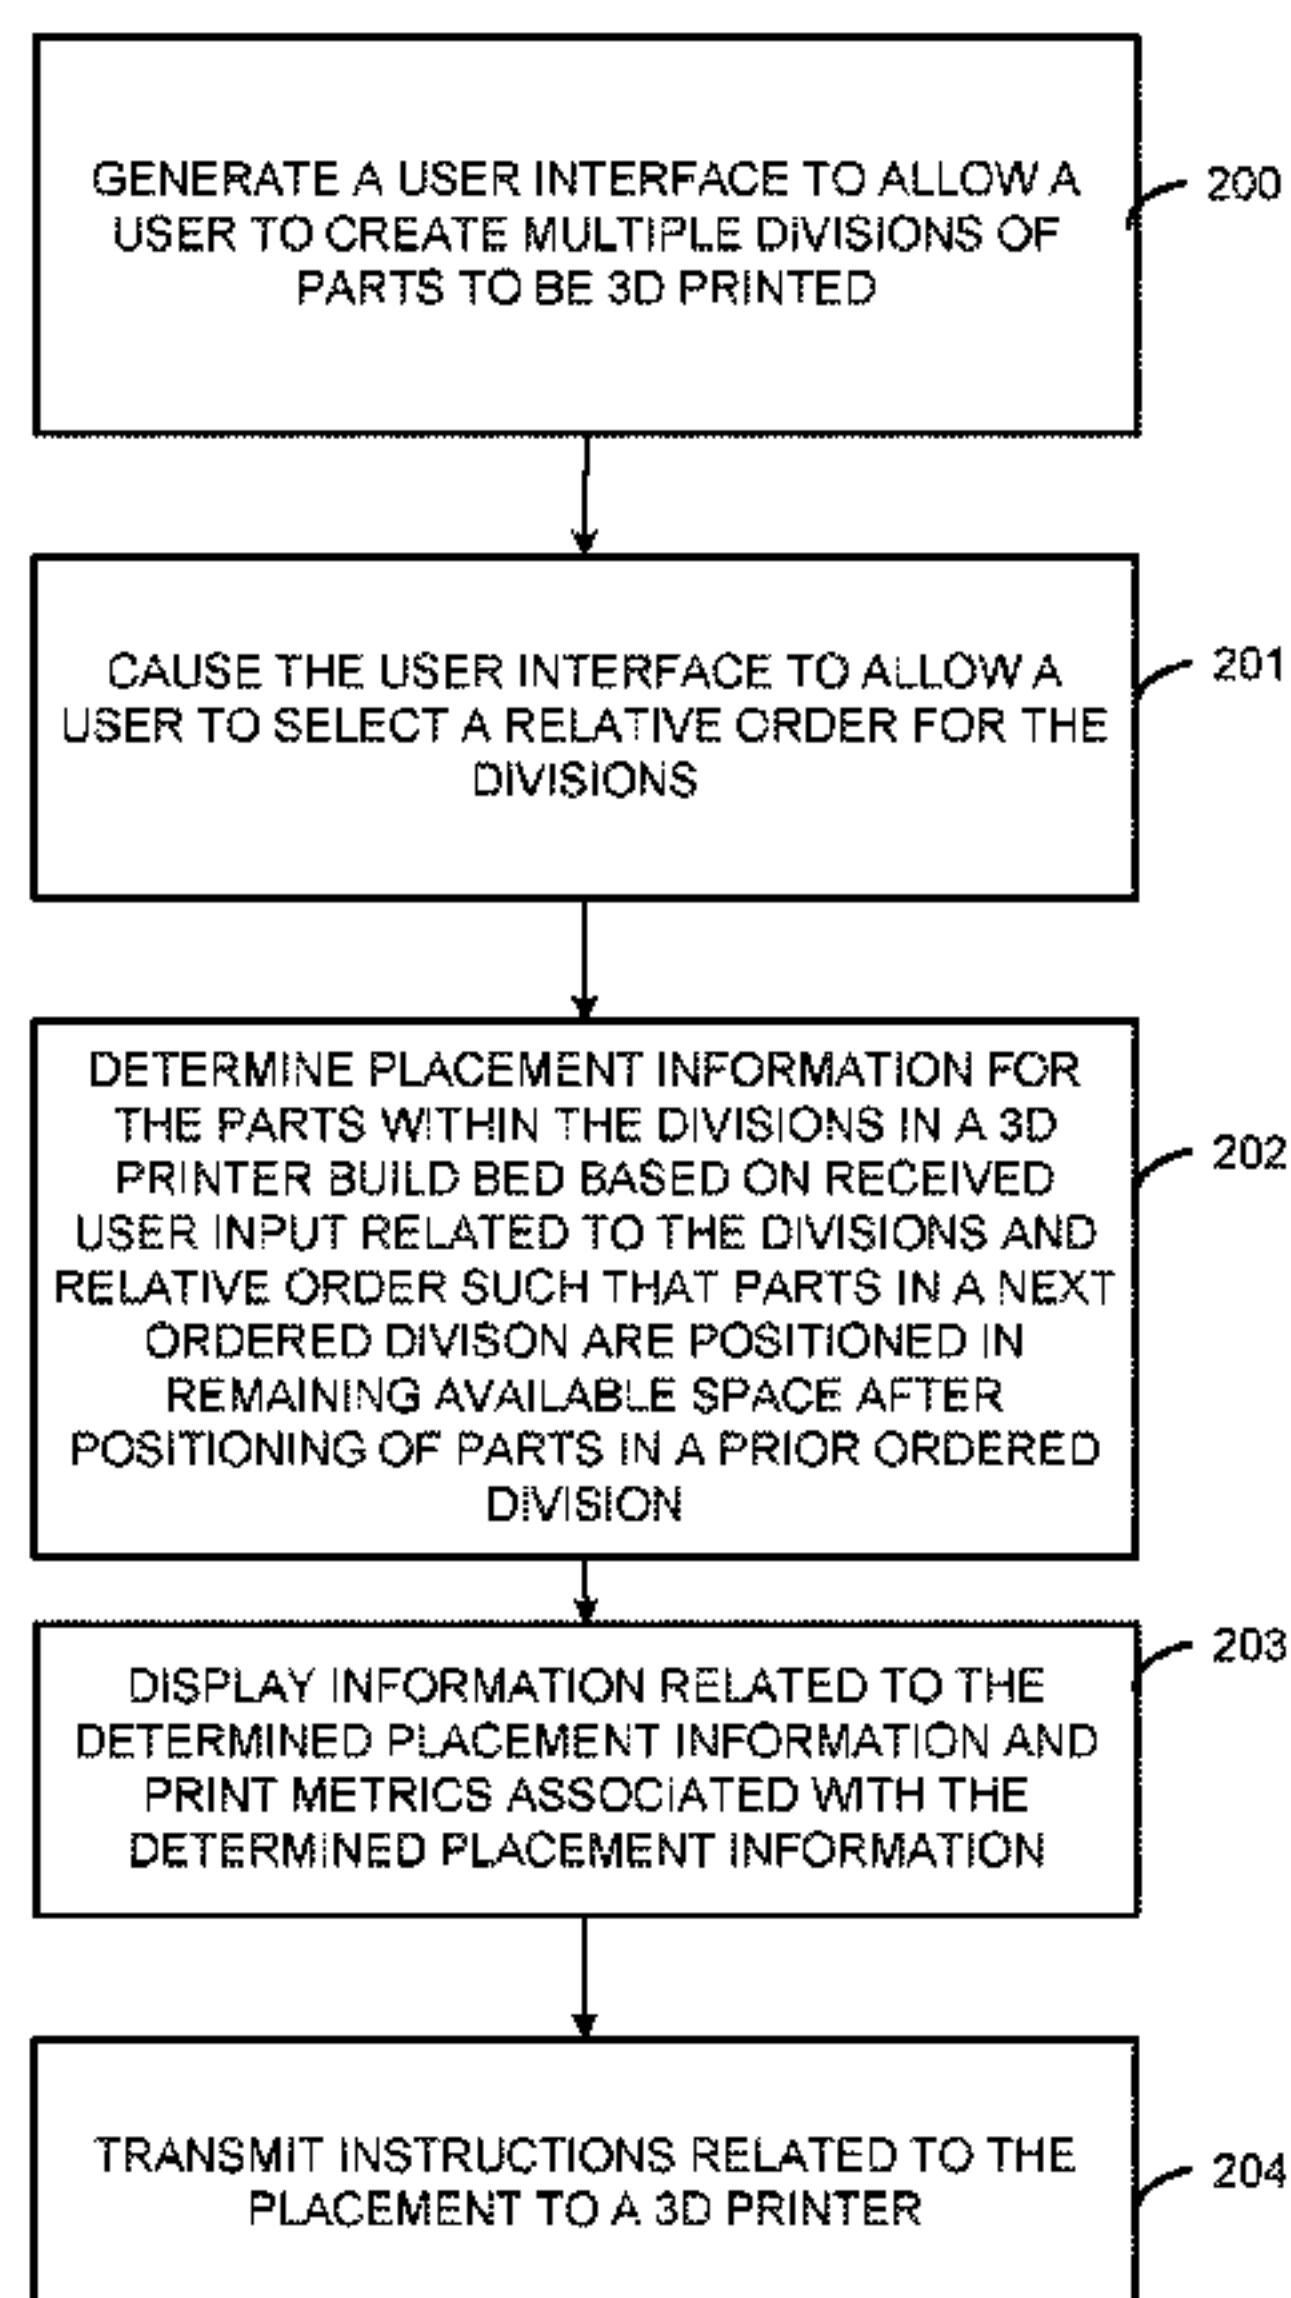 GENERATE A USER INTERFACE TO ALLOW A
USER TO CREATE MULTIPLE DIVISIONS OF
PARTS TO BE 3D PRINTED
200
CAUSE THE USER INTERFACE TO ALLOW A
USER TO SELECT A RELATIVE ORDER FOR THE
DIVISIONS
201
DETERMINE PLACEMENT INFORMATION FOR
THE PARTS WITHIN THE DIVISIONS IN A 3D
PRINTER BUILD BED BASED ON RECEIVED
USER INPUT RELATED TO THE DIVISIONS AND
RELATIVE ORDER SUCH THAT PARTS IN A NEXT
ORDERED DIVISON ARE POSITIONED IN
REMAINING AVAILABLE SPACE AFTER
POSITIONING OF PARTS IN A PRIOR ORDERED
DIVISION
202
DISPLAY INFORMATION RELATED TO THE
DETERMINED PLACEMENT INFORMATION AND
PRINT METRICS ASSOCIATED WITH THE
DETERMINED PLACEMENT INFORMATION
203
TRANSMIT INSTRUCTIONS RELATED TO THE
PLACEMENT TO A 3D PRINTER
204